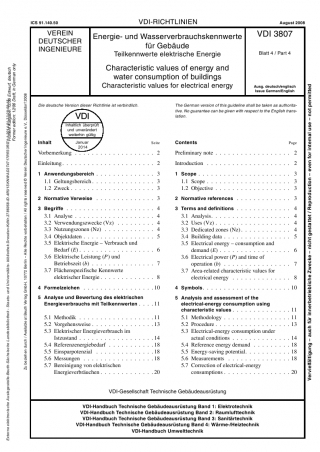 ICS 91.140.50
VDI-RICHTLINIEN
August 2008
VEREIN
DEUTSCHER
INGENIEURE
Energie- und Wasserverbrauchskennwerte
für Gebäude
Teilkennwerte elektrische Energie
Characteristic values of energy and
water consumption of buildings
Characteristic values for electrical energy
VDI 3807
Blatt 4 / Part 4
Ausg. deutsch/englisch
Issue German/English
Die deutsche Version dieser Richtlinie ist verbindlich.
The German version of this guideline shall be taken as authorita-
tive. No guarantee can be given with respect to the English trans-
lation.
VDI
Inhaltlich überprüft
und unverändert
weiterhin gültig
Januar
2014
Inhalt Seite
Vorbemerkung . . . 2
Einleitung . . . 2
1 Anwendungsbereich . . . 3
1.1 Geltungsbereich . . . 3
1.2 Zweck . . . 3
2 Normative Verweise . . . 3
3 Begriffe . . . 4
3.1 Analyse . . . 4
3.2 Verwendungszwecke (Vz) . . . 4
3.3 Nutzungszonen (Nz) . . . 4
3.4 Objektdaten . . . 5
3.5 Elektrische Energie – Verbrauch und
Bedarf (E) . . . 6
3.6 Elektrische Leistung (P) und
Betriebszeit (b) . . . 7
3.7 Flächenspezifische Kennwerte
elektrischer Energie . . . 8
4 Formelzeichen . . . 10
5 Analyse und Bewertung des elektrischen
Energieverbrauchs mit Teilkennwerten . . . 11
5.1 Methodik . . . 11
5.2 Vorgehensweise . . . 13
5.3 Elektrischer Energieverbrauch im
Istzustand . . . 14
5.4 Referenzenergiebedarf . . . 18
5.5 Einsparpotenzial . . . 18
5.6 Messungen . . . 18
5.7 Bereinigung von elektrischen
Energieverbräuchen . . . 20
Contents Page
Preliminary note . . . 2
Introduction . . . 2
1 Scope . . . 3
1.1 Scope . . . 3
1.2 Objective . . . 3
2 Normative references . . . 3
3 Terms and definitions . . . 4
3.1 Analysis . . . 4
3.2 Uses (Vz) . . . 4
3.3 Dedicated zones (Nz) . . . 4
3.4 Building data . . . 5
3.5 Electrical energy – consumption and
demand (E) . . . 6
3.6 Electrical power (P) and time of
operation (b) . . . 7
3.7 Area-related characteristic values for
electrical energy . . . 8
4 Symbols . . . 10
5 Analysis and assessment of the
electrical-energy consumption using
characteristic values . . . 11
5.1 Methodology . . . 11
5.2 Procedure . . . 13
5.3 Electrical-energy consumption under
actual conditions . . . 14
5.4 Reference energy demand . . . 18
5.5 Energy-saving potential . . . 18
5.6 Measurements . . . 18
5.7 Correction of electrical-energy
consumptions . . . 20
VDI-Gesellschaft Technische Gebäudeausrüstung
VDI-Handbuch Technische Gebäudeausrüstung Band 1: Elektrotechnik
VDI-Handbuch Technische Gebäudeausrüstung Band 2: Raumlufttechnik
VDI-Handbuch Technische Gebäudeausrüstung Band 3: Sanitärtechnik
VDI-Handbuch Technische Gebäudeausrüstung Band 4: Wärme-/Heiztechnik
VDI-Handbuch Umwelttechnik
Vervielfältigung – auch für innerbetriebliche Zwecke – nicht gestattet / Reproduction – even for internal use – not permitted